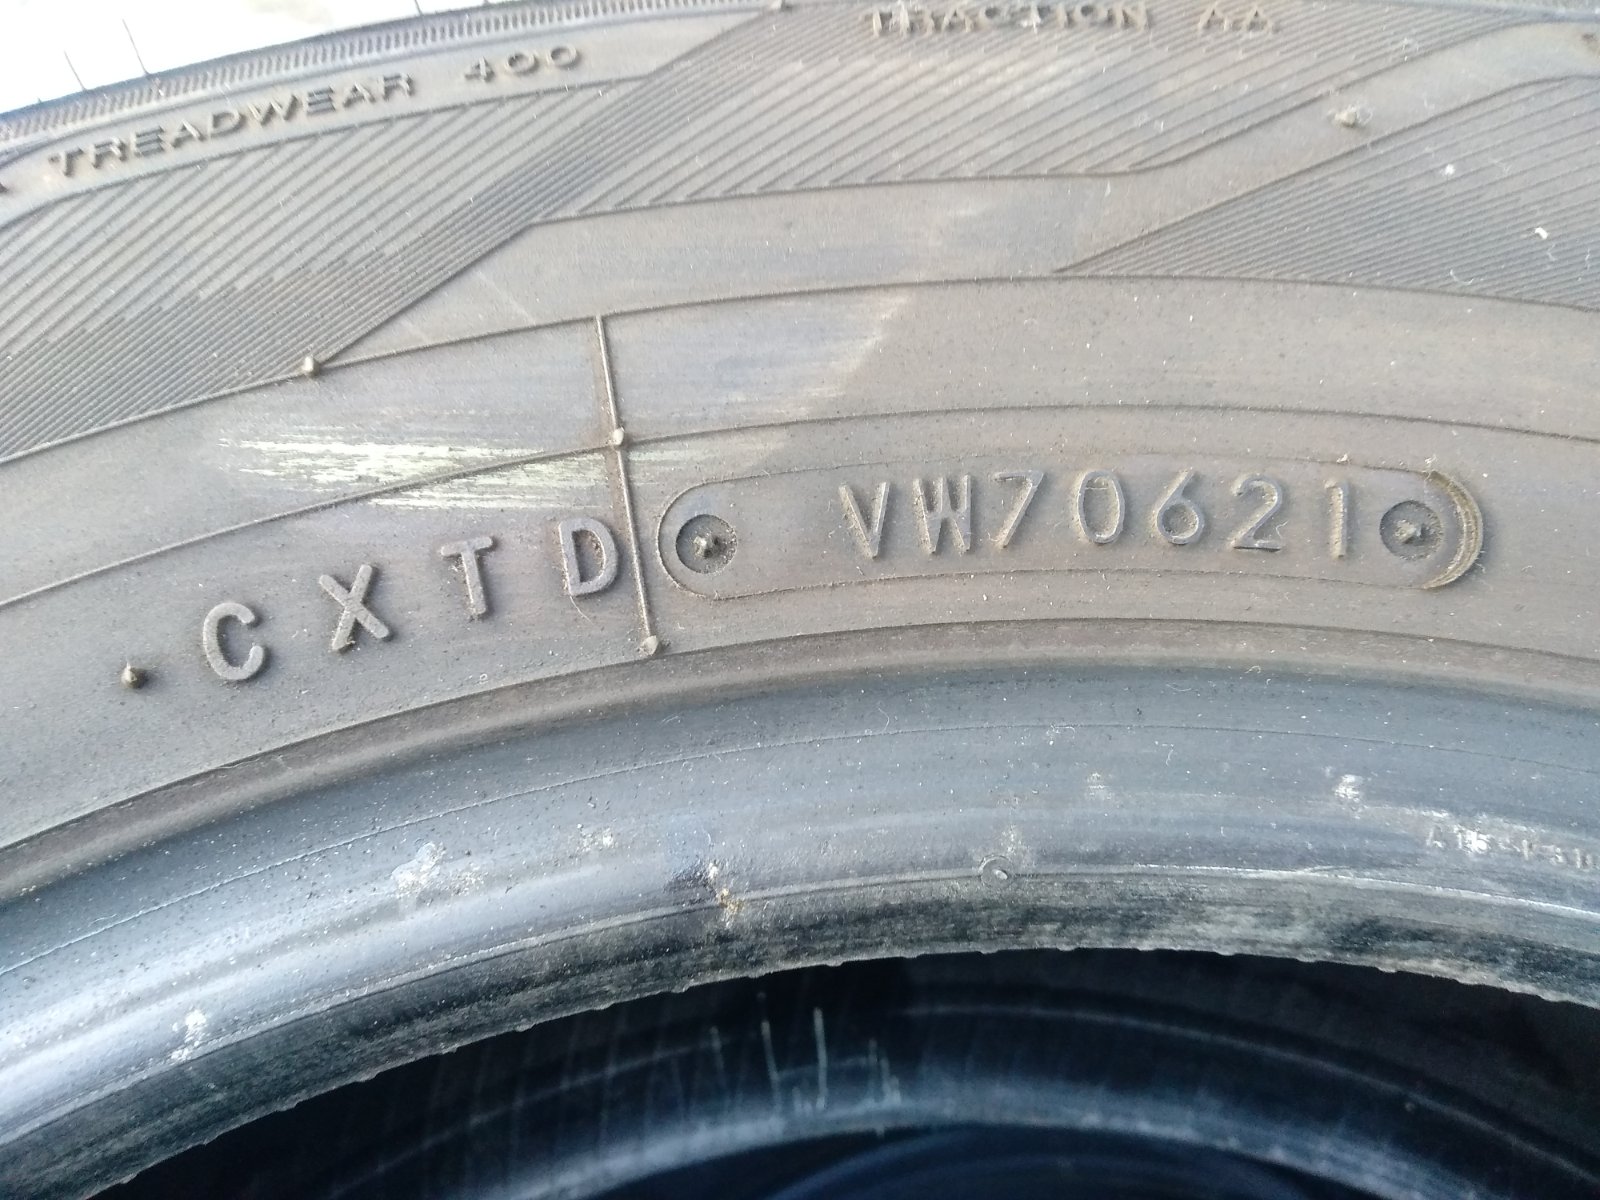 TREADWEAR 400
TRACTION AA
CXTD VW70621